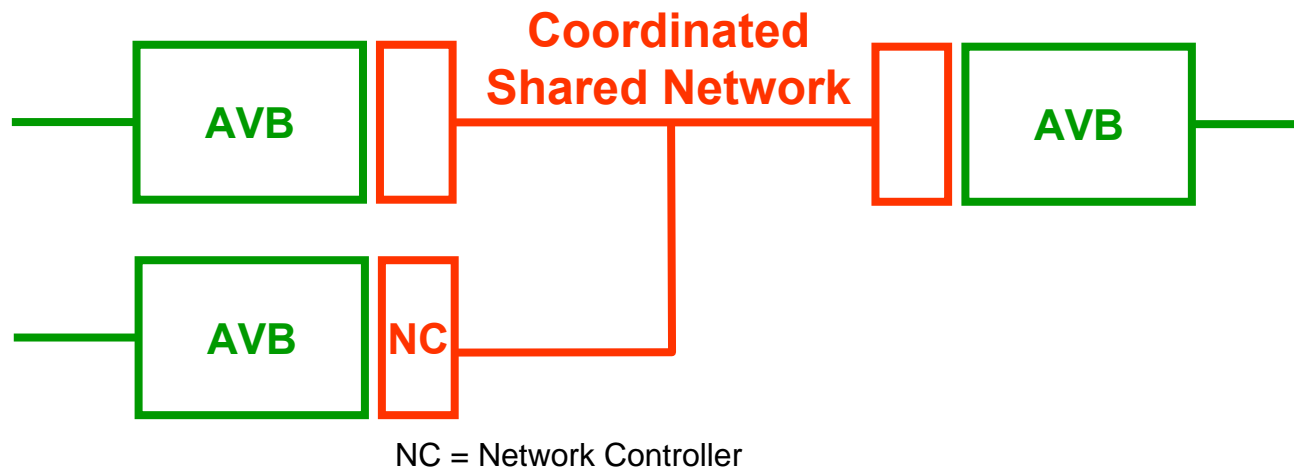 Coordinated
Shared Network
AVB
AVB
AVB
NC
NC = Network Controller